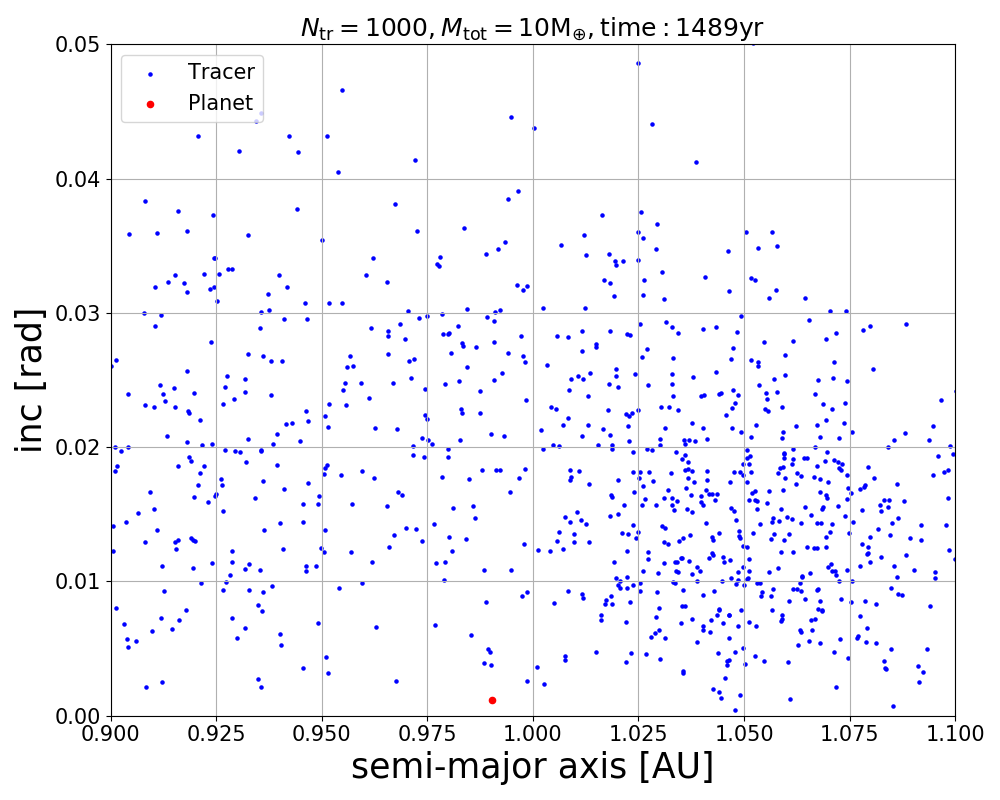 N_tr = 1000, M_tot = 10M_⊕, time : 1489yr
Tracer
Planet
0.05
0.04
0.03
0.02
0.01
0.00
inc [rad]
0.900 0.925 0.950 0.975 1.000 1.025 1.050 1.075 1.100
semi-major axis [AU]